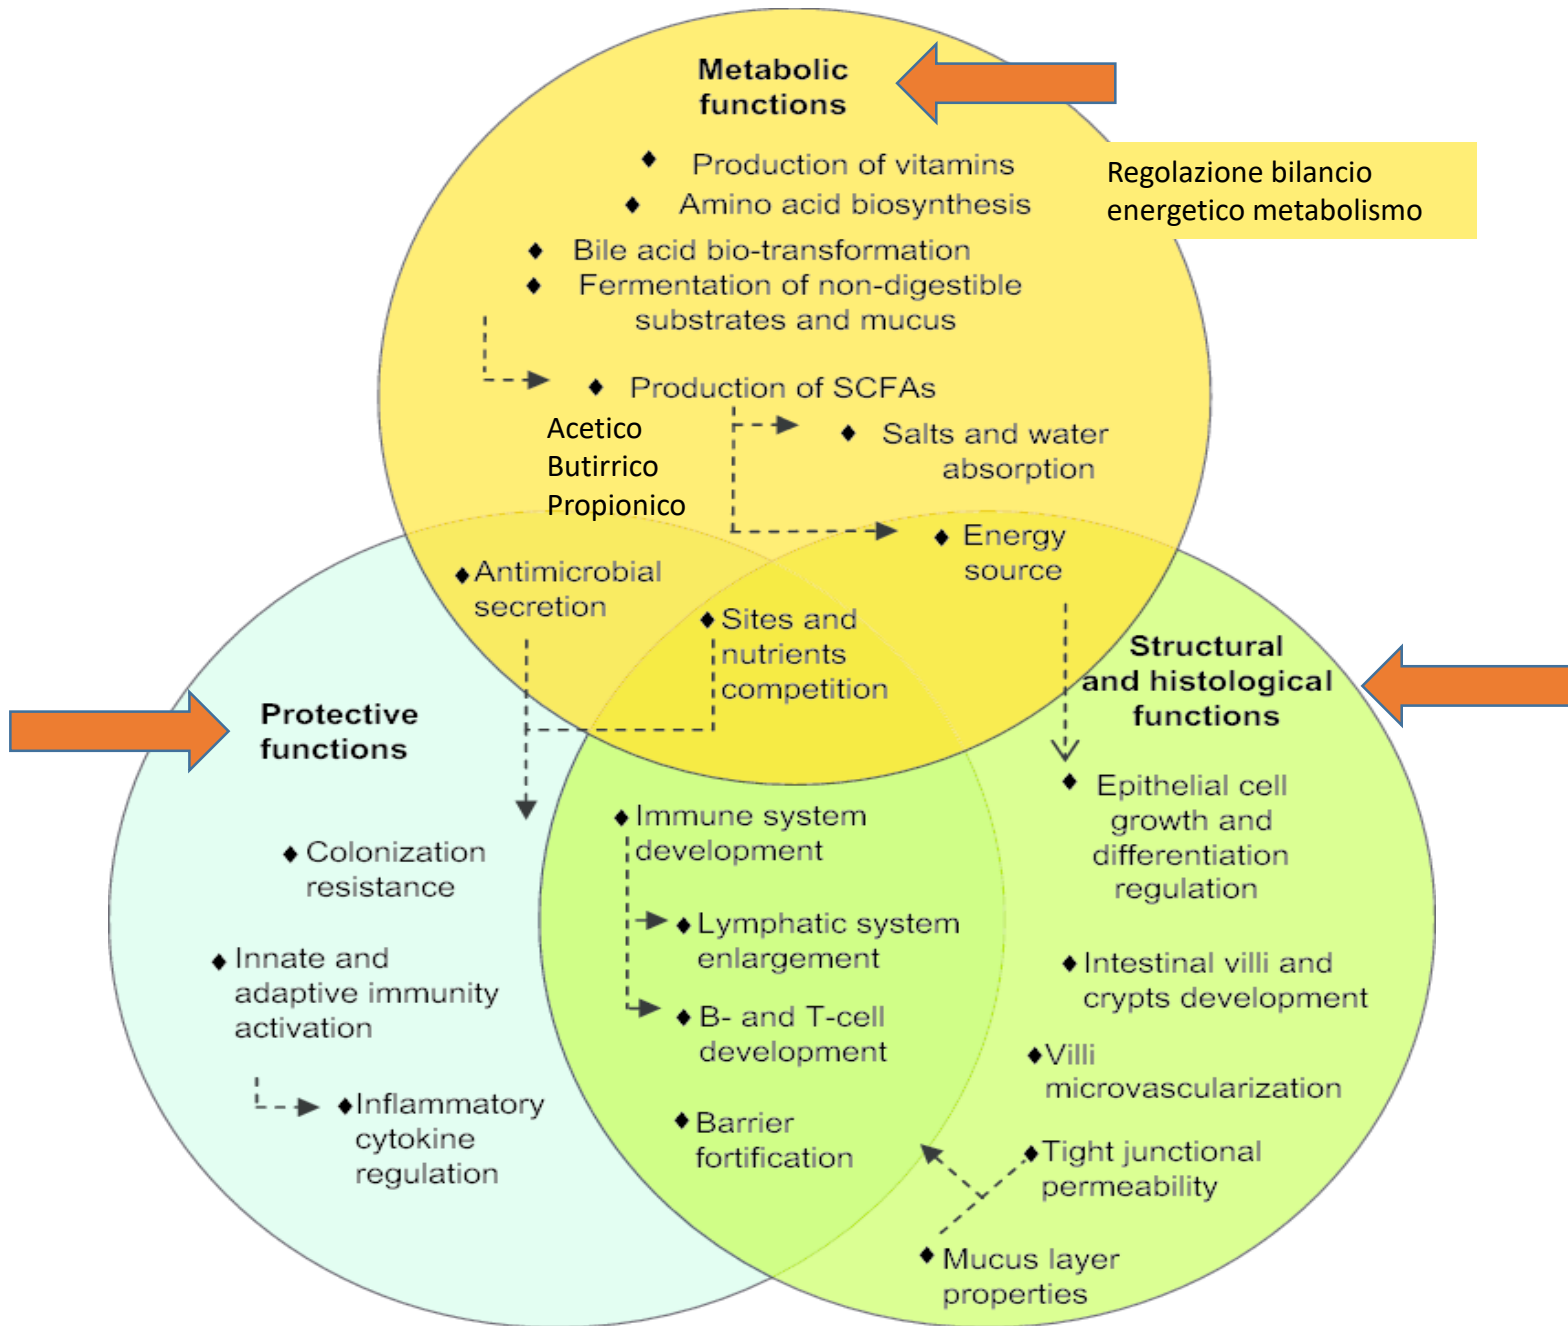 Metabolic
functions
Production of vitamins
Amino acid biosynthesis
Bile acid bio-transformation
Fermentation of non-digestible
substrates and mucus
Regolazione bilancio
energetico metabolismo
Production of SCFAs
Acetico
Butirrico
Propionico
Salts and water
absorption
Energy
source
Antimicrobial
secretion
Sites and
nutrients
competition
Protective
functions
Colonization
resistance
Innate and
adaptive immunity
activation
Inflammatory
cytokine
regulation
Immune system
development
Lymphatic system
enlargement
B- and T-cell
development
Barrier
fortification
Structural
and histological
functions
Epithelial cell
growth and
differentiation
regulation
Intestinal villi and
crypts development
Villi
microvascularization
Tight junctional
permeability
Mucus layer
properties